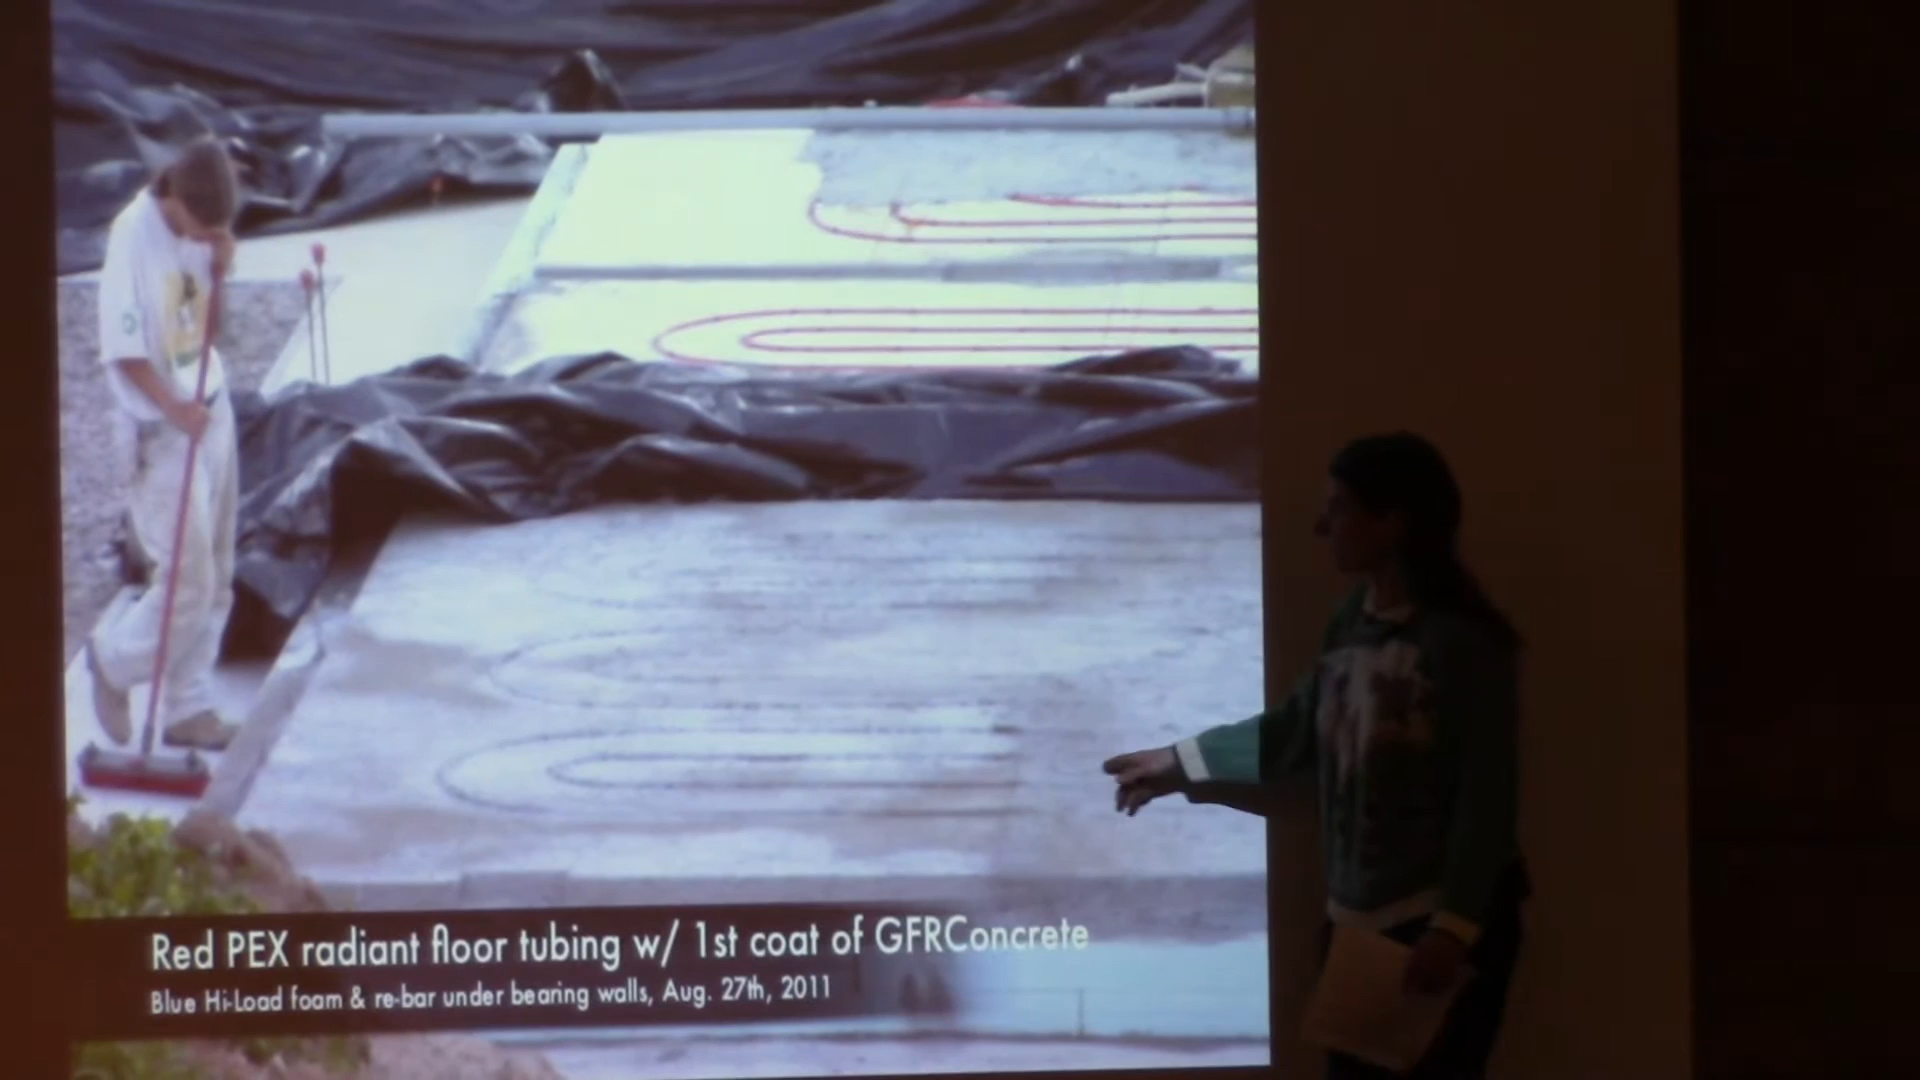 Red PEX radiant floor tubing w/ 1st coat of GFRConcrete
Blue Hi-Load foam & re-bar under bearing walls, Aug. 27th, 2011